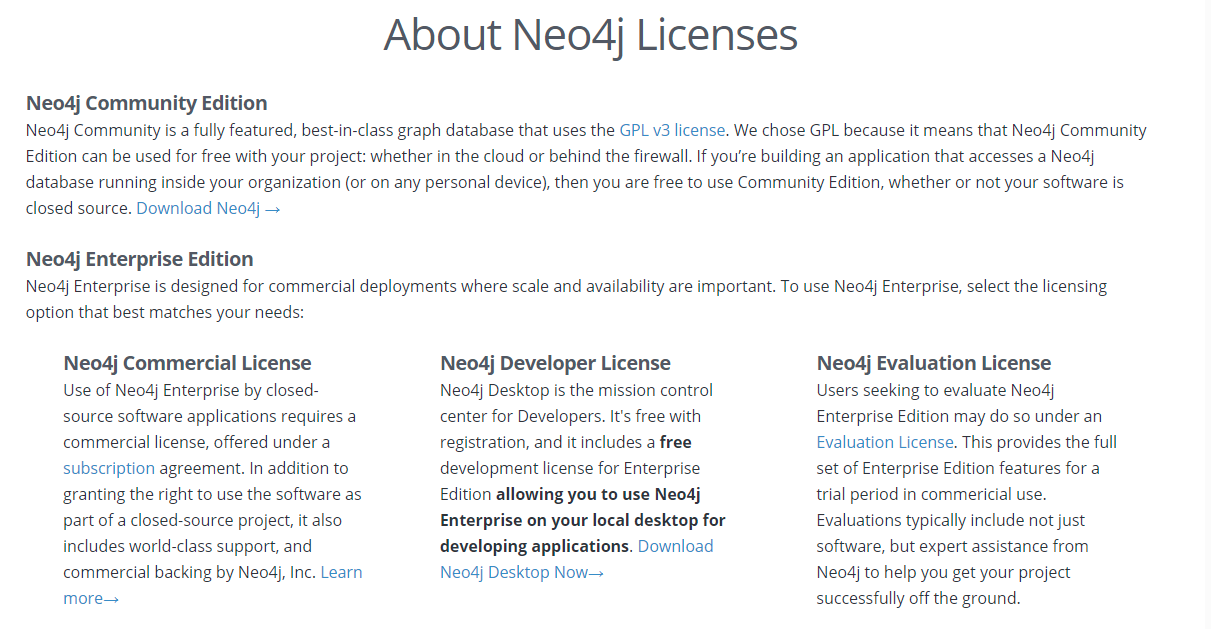 About Neo4j Licenses
Neo4j Community Edition
Neo4j Community is a fully featured, best-in-class graph database that uses the GPL v3 license. We chose GPL because it means that Neo4j Community
Edition can be used for free with your project: whether in the cloud or behind the firewall. If you’re building an application that accesses a Neo4j
database running inside your organization (or on any personal device), then you are free to use Community Edition, whether or not your software is
closed source. Download Neo4j →
Neo4j Enterprise Edition
Neo4j Enterprise is designed for commercial deployments where scale and availability are important. To use Neo4j Enterprise, select the licensing
option that best matches your needs:
Neo4j Commercial License
Use of Neo4j Enterprise by closed-
source software applications requires a
commercial license, offered under a
subscription agreement. In addition to
granting the right to use the software as
part of a closed-source project, it also
includes world-class support, and
commercial backing by Neo4j, Inc. Learn
more→
Neo4j Developer License
Neo4j Desktop is the mission control
center for Developers. It's free with
registration, and it includes a free
development license for Enterprise
Edition allowing you to use Neo4j
Enterprise on your local desktop for
developing applications. Download
Neo4j Desktop Now→
Neo4j Evaluation License
Users seeking to evaluate Neo4j
Enterprise Edition may do so under an
Evaluation License. This provides the full
set of Enterprise Edition features for a
trial period in commericial use.
Evaluations typically include not just
software, but expert assistance from
Neo4j to help you get your project
successfully off the ground.